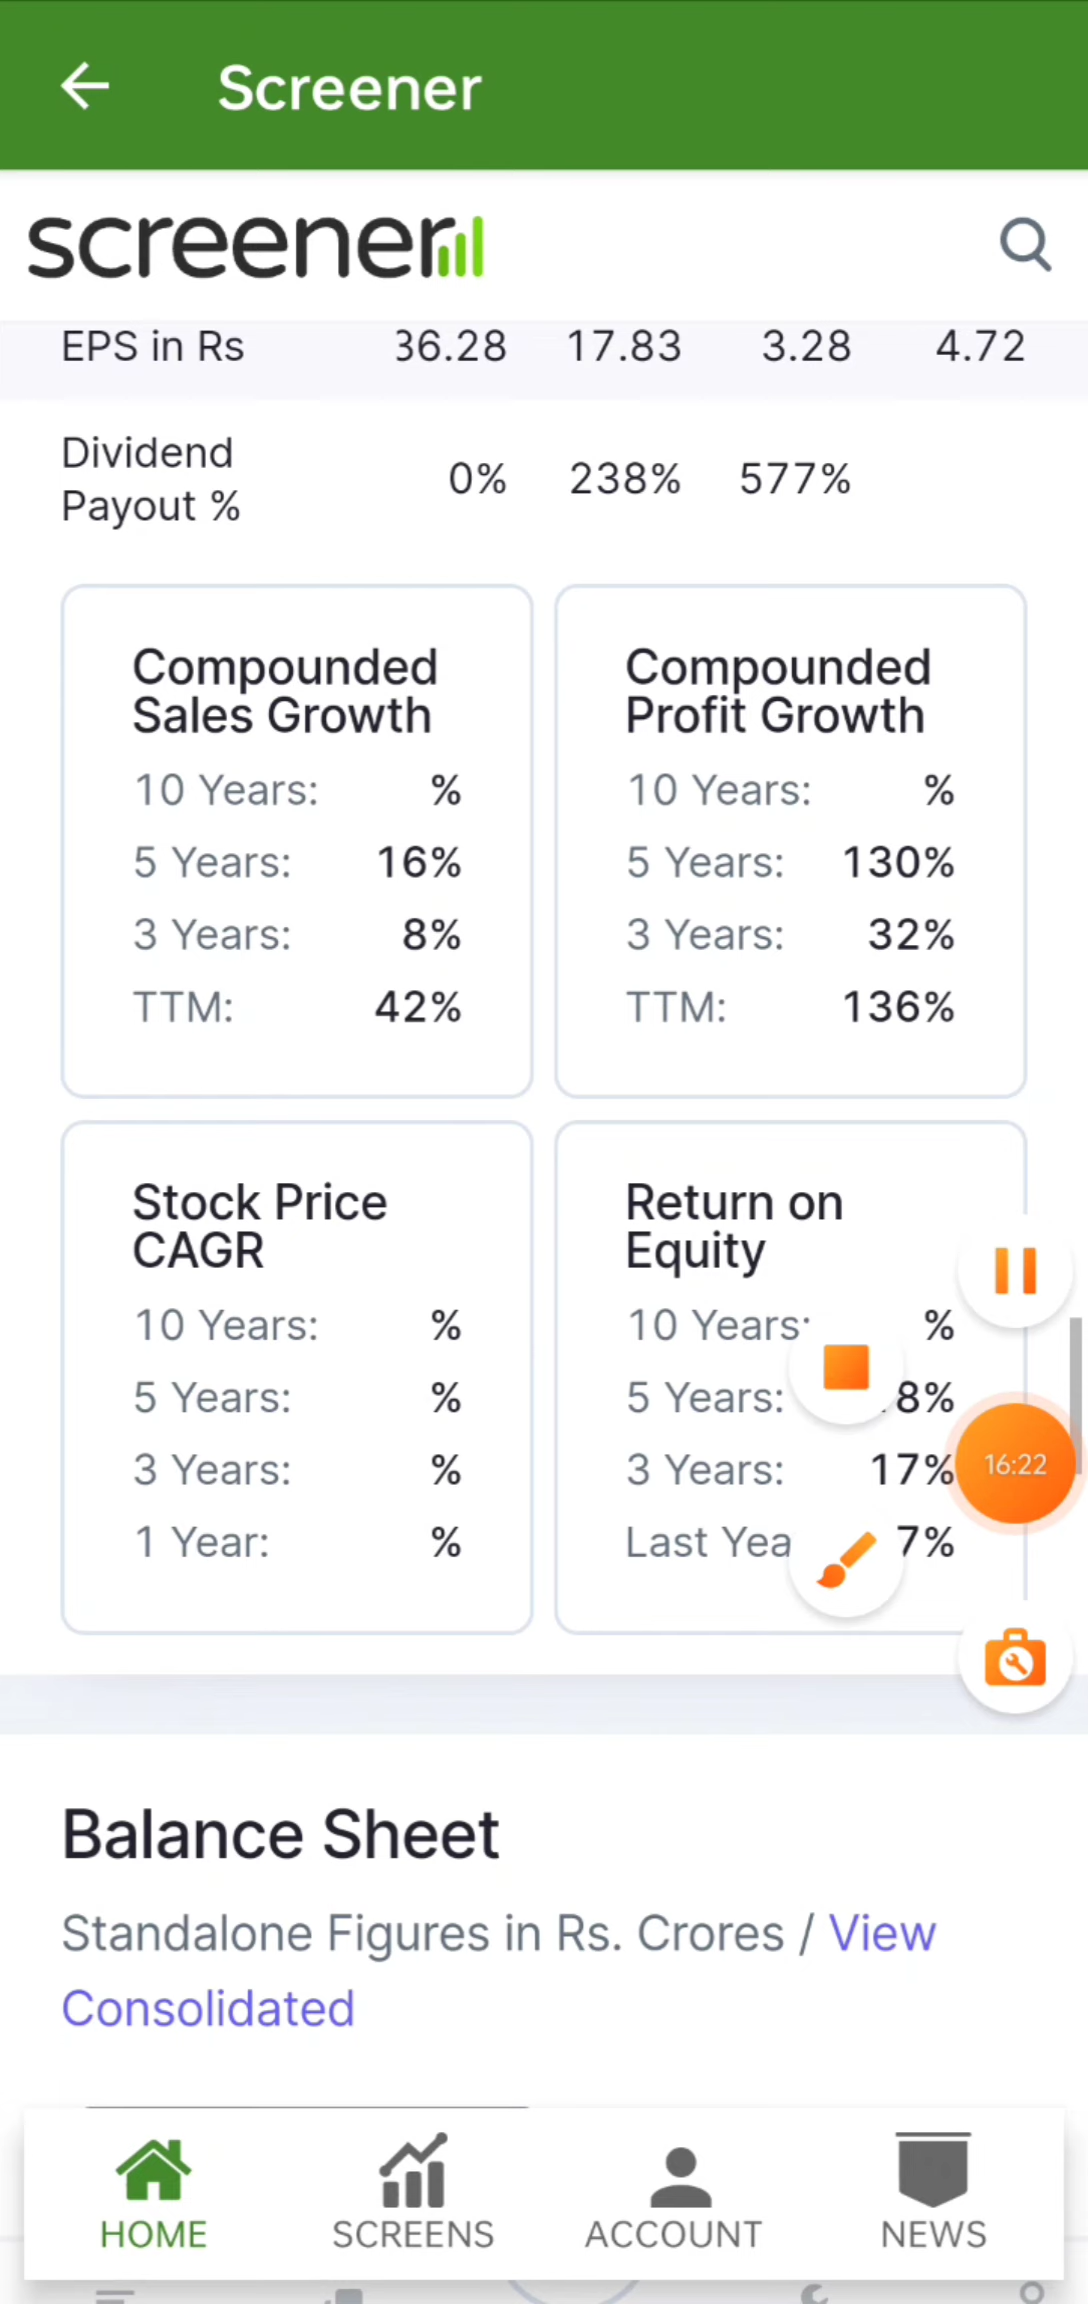 Screener
screener
EPS in Rs 36.28 17.83 3.28 4.72
Dividend
Payout % 0% 238% 577%
Compounded
Sales Growth
10 Years: %
5 Years: 16%
3 Years: 8%
TTM: 42%
Compounded
Profit Growth
10 Years: %
5 Years: 130%
3 Years: 32%
TTM: 136%
Stock Price
CAGR
10 Years: %
5 Years: %
3 Years: %
1 Year: %
Return on
Equity
10 Years: %
5 Years: 8%
3 Years: 17%
Last Yea 7%
16:22
Balance Sheet
Standalone Figures in Rs. Crores / View
Consolidated
HOME SCREENS ACCOUNT NEWS